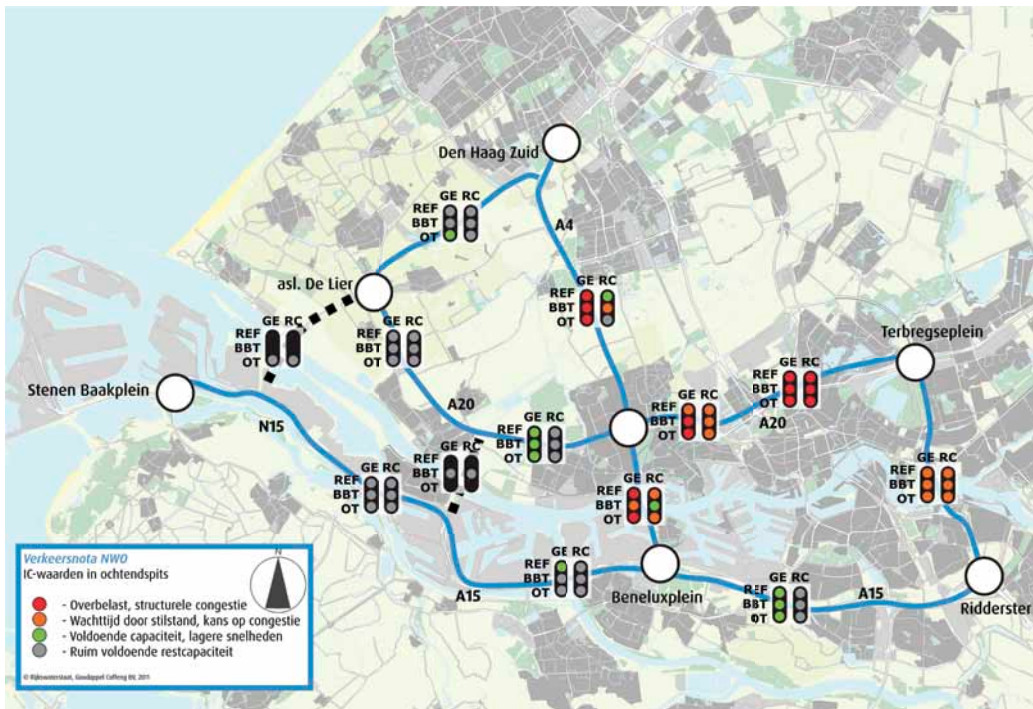 Den Haag Zuid
GE RC
REF
BBT
OT
A4
asl. De Lier
GE RC
REF
BBT
OT
GE RC
REF
BBT
OT
GE RC
REF
BBT
OT
Terbregseplein
Stenen Baakplein
N15
A20
GE RC
REF
BBT
OT
GE RC
REF
BBT
OT
GE RC
REF
BBT
OT
A20
GE RC
REF
BBT
OT
GE RC
REF
BBT
OT
GE RC
REF
BBT
OT
GE RC
REF
BBT
OT
GE RC
REF
BBT
OT
A15
Beneluxplein
GE RC
REF
BBT
OT
A15
Ridderster
Verkeersnota NWO
IC-waarden in ochtendspits
N
- Overbelast, structurele congestie
- Wachttijd door stilstand, kans op congestie
- Voldoende capaciteit, lagere snelheden
- Ruim voldoende restcapaciteit
© Rijkswaterstaat, Goudappel Coffeng BV, 2011